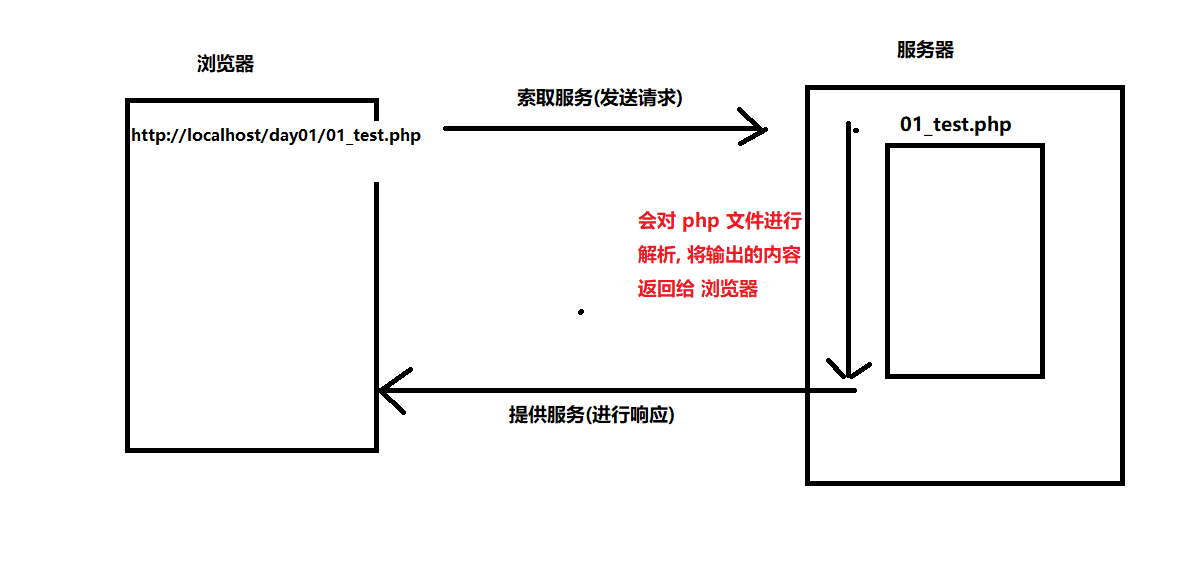 浏览器
服务器
索取服务(发送请求)
http://localhost/day01/01_test.php
01_test.php
会对 php 文件进行
解析, 将输出的内容
返回给 浏览器
提供服务(进行响应)